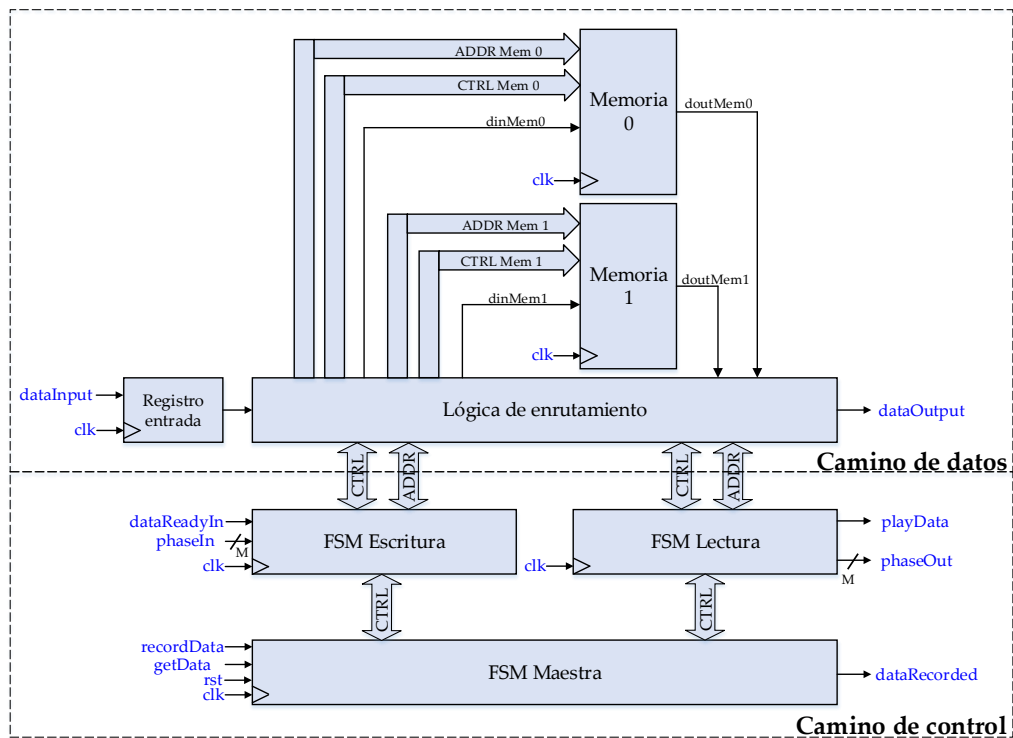 ADDR Mem 0
CTRL Mem 0
dinMem0
Memoria
0
doutMem0
clk
ADDR Mem 1
CTRL Mem 1
dinMem1
Memoria
1
doutMem1
clk
dataInput
clk
Registro
entrada
Lógica de enrutamiento
dataOutput
CTRL
ADDR
CTRL
ADDR
Camino de datos
dataReadyIn
phaseIn
M
clk
FSM Escritura
clk
FSM Lectura
playData
phaseOut
M
CTRL
CTRL
recordData
getData
rst
clk
FSM Maestra
dataRecorded
Camino de control